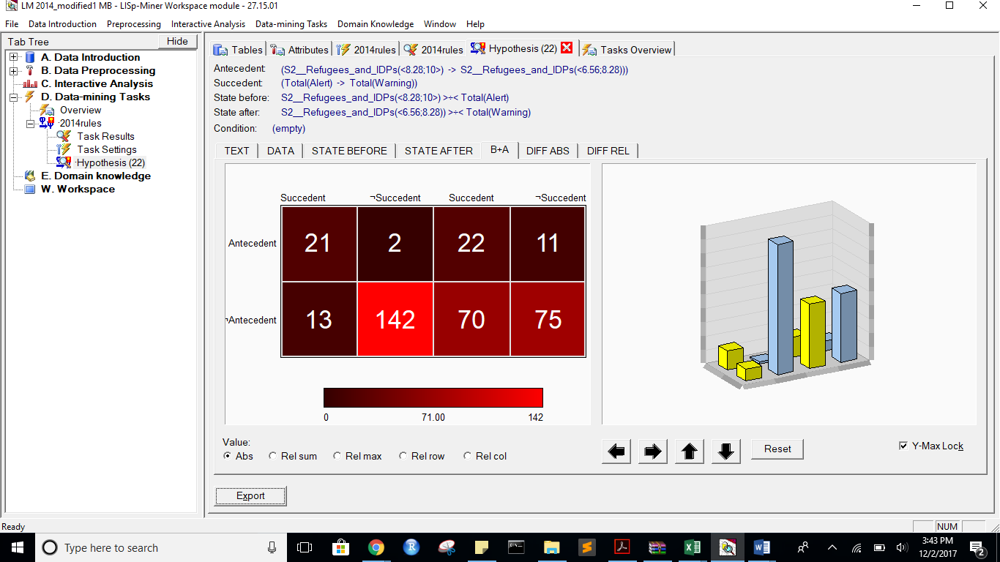 LM 2014_modified1 MB - LISp-Miner Workspace module - 27.15.01
File Data Introduction Preprocessing Interactive Analysis Data-mining Tasks Domain Knowledge Window Help
Tab Tree Hide
A. Data Introduction
B. Data Preprocessing
C. Interactive Analysis
D. Data-mining Tasks
Overview
·2014rules
Task Results
Task Settings
·Hypothesis (22)
E. Domain knowledge
W. Workspace
Tables Attributes 2014rules 2014rules Hypothesis (22) Tasks Overview
Antecedent: (S2__Refugees_and_IDPs(<8.28;10>) -> S2__Refugees_and_IDPs(<6.56;8.28)))
Succedent: (Total(Alert) -> Total(Warning))
State before: S2__Refugees_and_IDPs(<8.28;10>) >÷< Total(Alert)
State after: S2__Refugees_and_IDPs(<6.56;8.28)) >÷< Total(Warning)
Condition: (empty)
TEXT DATA STATE BEFORE STATE AFTER B+A DIFF ABS DIFF REL
Succedent ¬Succedent Succedent ¬Succedent
Antecedent 21 2 22 11
¬Antecedent 13 142 70 75
0 71.00 142
Value:
Abs Rel sum Rel max Rel row Rel col
Reset
Y-Max Lock
Export
Ready
NUM
Type here to search
3:43 PM
12/2/2017
2